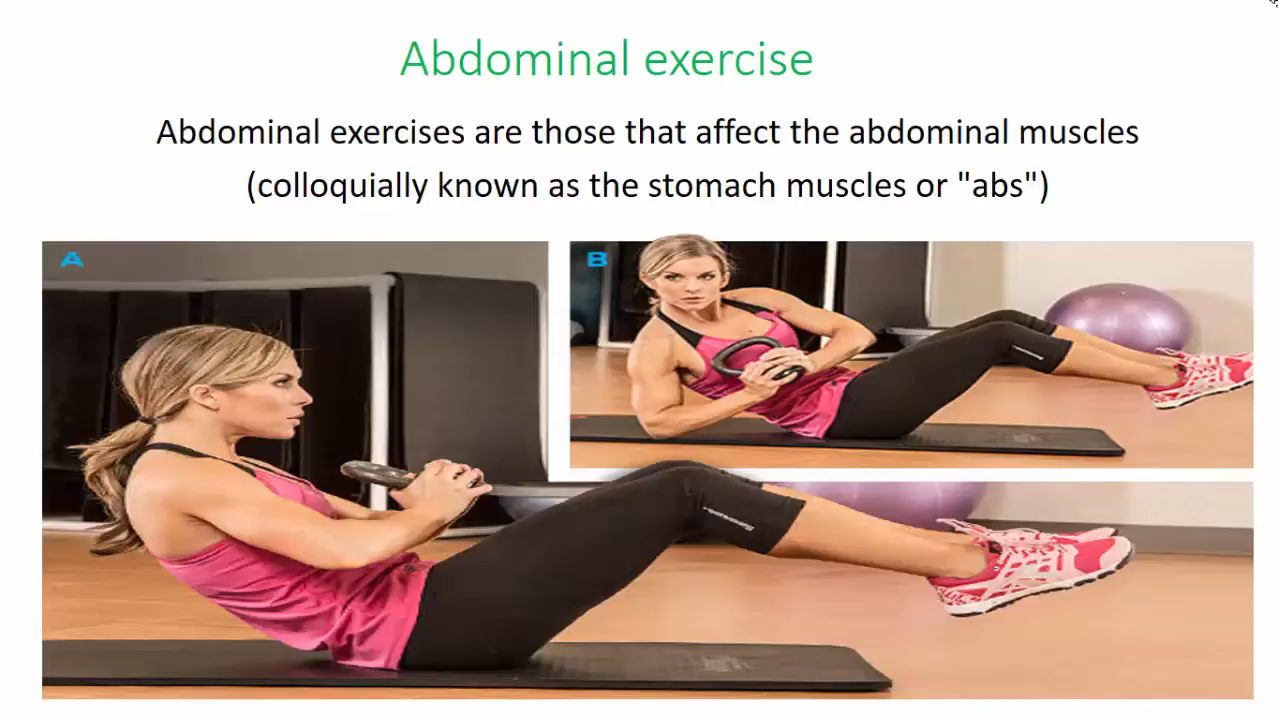 Abdominal exercise
Abdominal exercises are those that affect the abdominal muscles
(colloquially known as the stomach muscles or "abs")
A
B